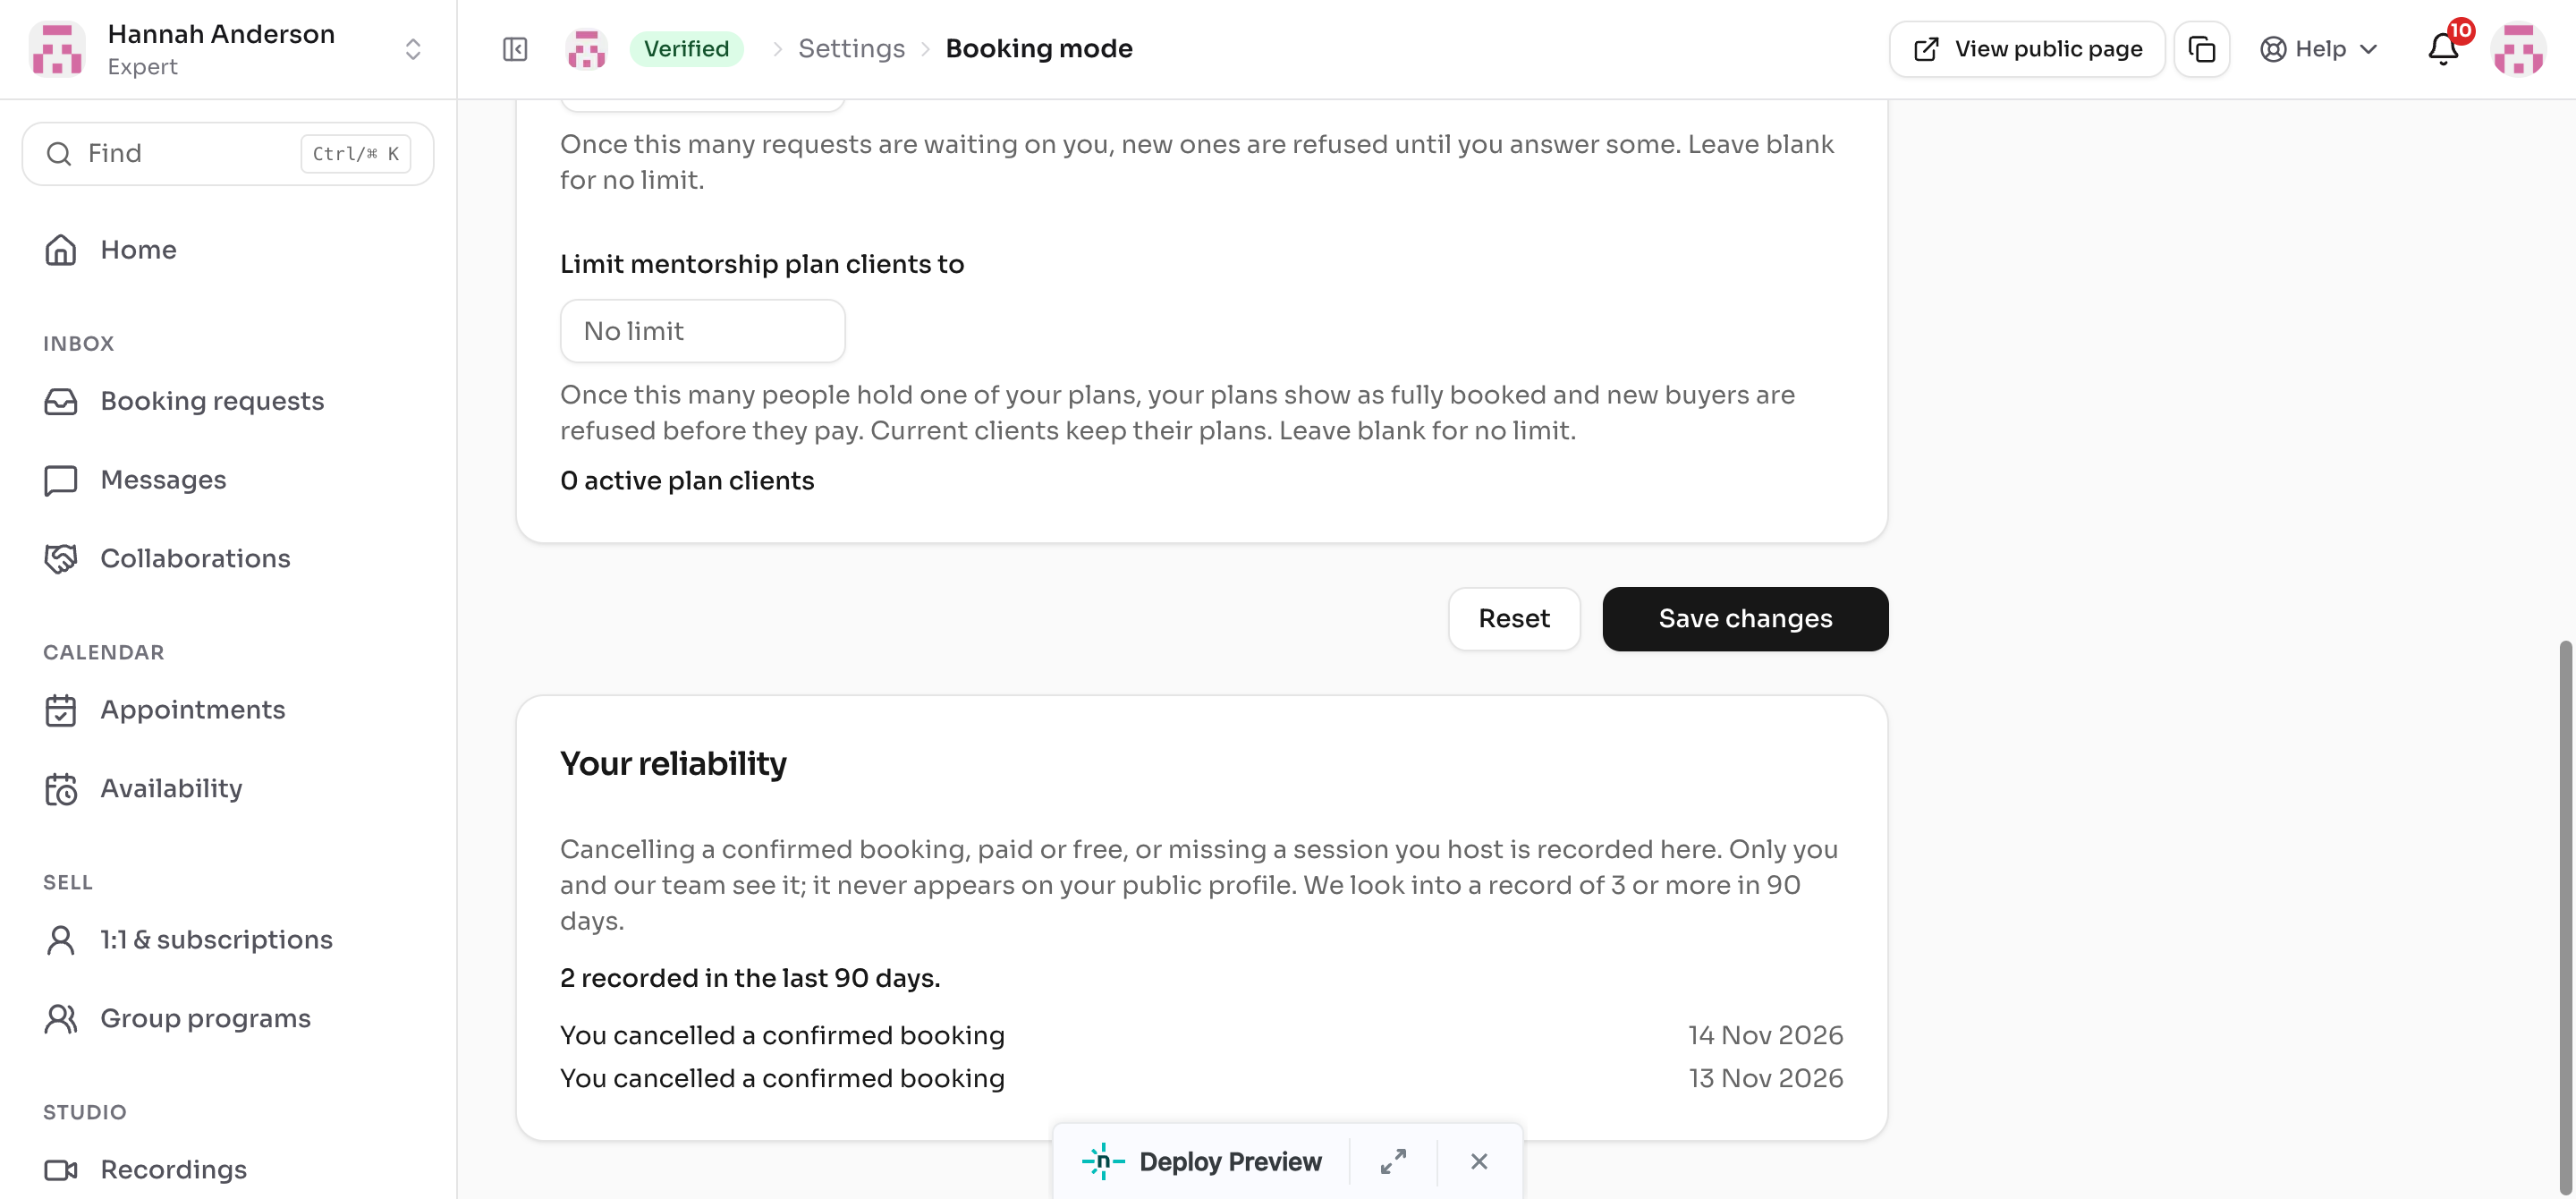 Hannah Anderson
Expert
Find
Ctrl/⌘ K
Home
INBOX
Booking requests
Messages
Collaborations
CALENDAR
Appointments
Availability
SELL
1:1 & subscriptions
Group programs
STUDIO
Recordings
Verified
Settings
Booking mode
View public page
Help
10
Once this many requests are waiting on you, new ones are refused until you answer some. Leave blank
for no limit.
Limit mentorship plan clients to
No limit
Once this many people hold one of your plans, your plans show as fully booked and new buyers are
refused before they pay. Current clients keep their plans. Leave blank for no limit.
0 active plan clients
Reset
Save changes
Your reliability
Cancelling a confirmed booking, paid or free, or missing a session you host is recorded here. Only you
and our team see it; it never appears on your public profile. We look into a record of 3 or more in 90
days.
2 recorded in the last 90 days.
You cancelled a confirmed booking 14 Nov 2026
You cancelled a confirmed booking 13 Nov 2026
n Deploy Preview